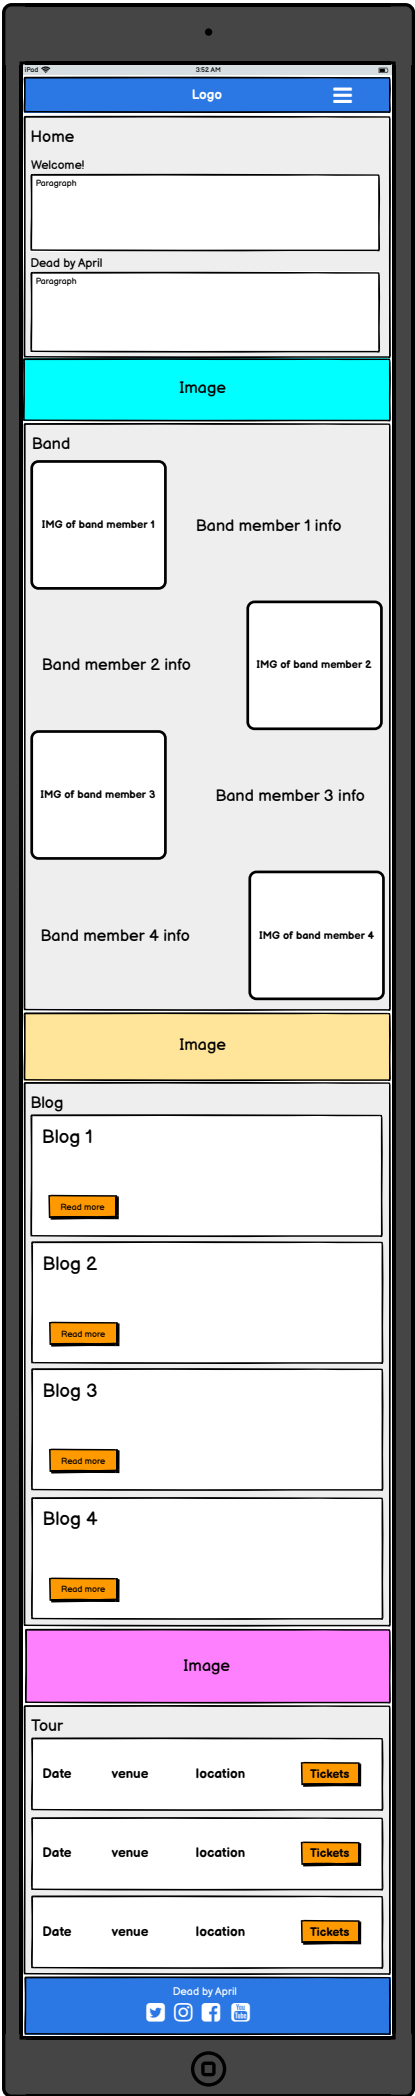 iPod 3:52 AM
Logo
Home
Welcome!
Paragraph
Dead by April
Paragraph
Image
Band
IMG of band member 1 Band member 1 info
Band member 2 info IMG of band member 2
IMG of band member 3 Band member 3 info
Band member 4 info IMG of band member 4
Image
Blog
Blog 1
Read more
Blog 2
Read more
Blog 3
Read more
Blog 4
Read more
Image
Tour
Date venue location Tickets
Date venue location Tickets
Date venue location Tickets
Dead by April
You
Tube